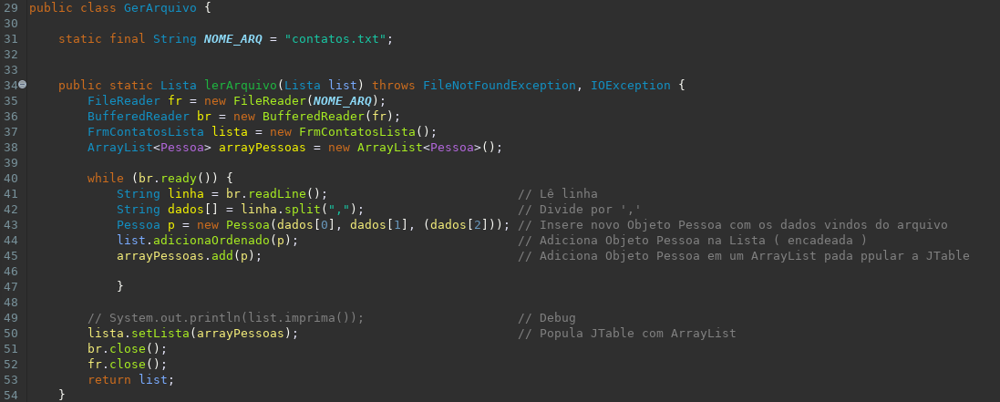 29 public class GerArquivo {
30
31     static final String NOME_ARQ = "contatos.txt";
32
33
34     public static Lista lerArquivo(Lista list) throws FileNotFoundException, IOException {
35         FileReader fr = new FileReader(NOME_ARQ);
36         BufferedReader br = new BufferedReader(fr);
37         FrmContatosLista lista = new FrmContatosLista();
38         ArrayList<Pessoa> arrayPessoas = new ArrayList<Pessoa>();
39
40         while (br.ready()) {
41             String linha = br.readLine();                          // Lê linha
42             String dados[] = linha.split(",");                     // Divide por ','
43             Pessoa p = new Pessoa(dados[0], dados[1], (dados[2])); // Insere novo Objeto Pessoa com os dados vindos do arquivo
44             list.adicionaOrdenado(p);                              // Adiciona Objeto Pessoa na Lista ( encadeada )
45             arrayPessoas.add(p);                                   // Adiciona Objeto Pessoa em um ArrayList pada ppular a JTable
46
47             }
48
49         // System.out.println(list.imprima());                     // Debug
50         lista.setLista(arrayPessoas);                              // Popula JTable com ArrayList
51         br.close();
52         fr.close();
53         return list;
54     }